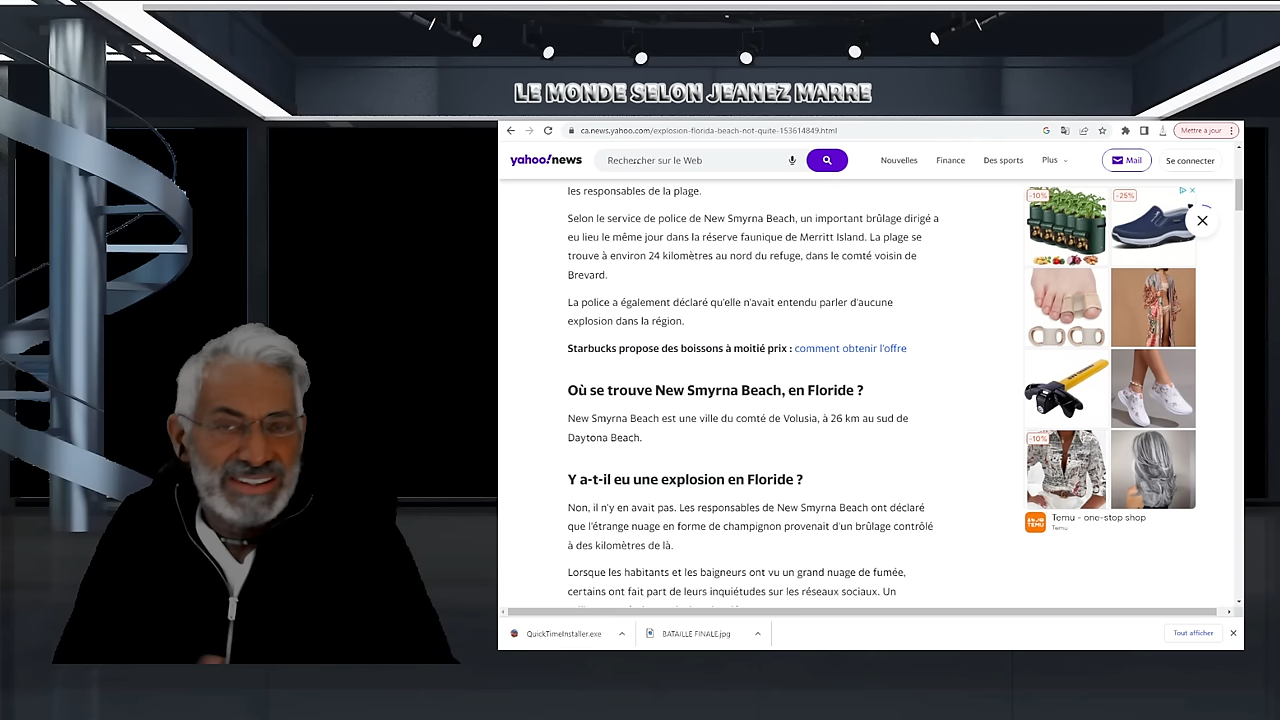 LE MONDE SELON JEANEZ MARRE
ca.news.yahoo.com/explosion-florida-beach-not-quite-153614849.html
Mettre à jour
yahoo!news
Rechercher sur le Web
Nouvelles
Finance
Des sports
Plus
Mail
Se connecter
les responsables de la plage.
Selon le service de police de New Smyrna Beach, un important brûlage dirigé a
eu lieu le même jour dans la réserve faunique de Merritt Island. La plage se
trouve à environ 24 kilomètres au nord du refuge, dans le comté voisin de
Brevard.
La police a également déclaré qu'elle n'avait entendu parler d'aucune
explosion dans la région.
Starbucks propose des boissons à moitié prix : comment obtenir l'offre
Où se trouve New Smyrna Beach, en Floride ?
New Smyrna Beach est une ville du comté de Volusia, à 26 km au sud de
Daytona Beach.
Y a-t-il eu une explosion en Floride ?
Non, il n'y en avait pas. Les responsables de New Smyrna Beach ont déclaré
que l'étrange nuage en forme de champignon provenait d'un brûlage contrôlé
à des kilomètres de là.
Lorsque les habitants et les baigneurs ont vu un grand nuage de fumée,
certains ont fait part de leurs inquiétudes sur les réseaux sociaux. Un
-10%
-25%
-10%
TEMU
Temu - one-stop shop
Temu
QuickTimeInstaller.exe
BATAILLE FINALE.jpg
Tout afficher